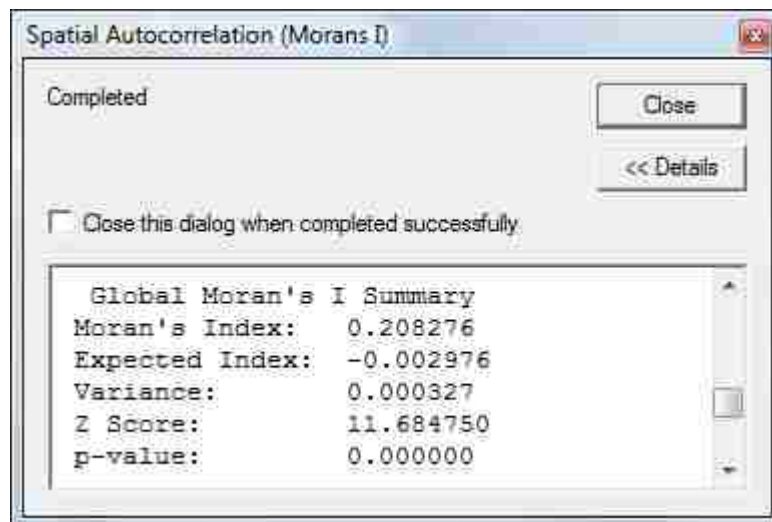 Spatial Autocorrelation (Morans I)
Completed
Close
<< Details
Close this dialog when completed successfully
Global Moran's I Summary
Moran's Index: 0.208276
Expected Index: -0.002976
Variance: 0.000327
Z Score: 11.684750
p-value: 0.000000